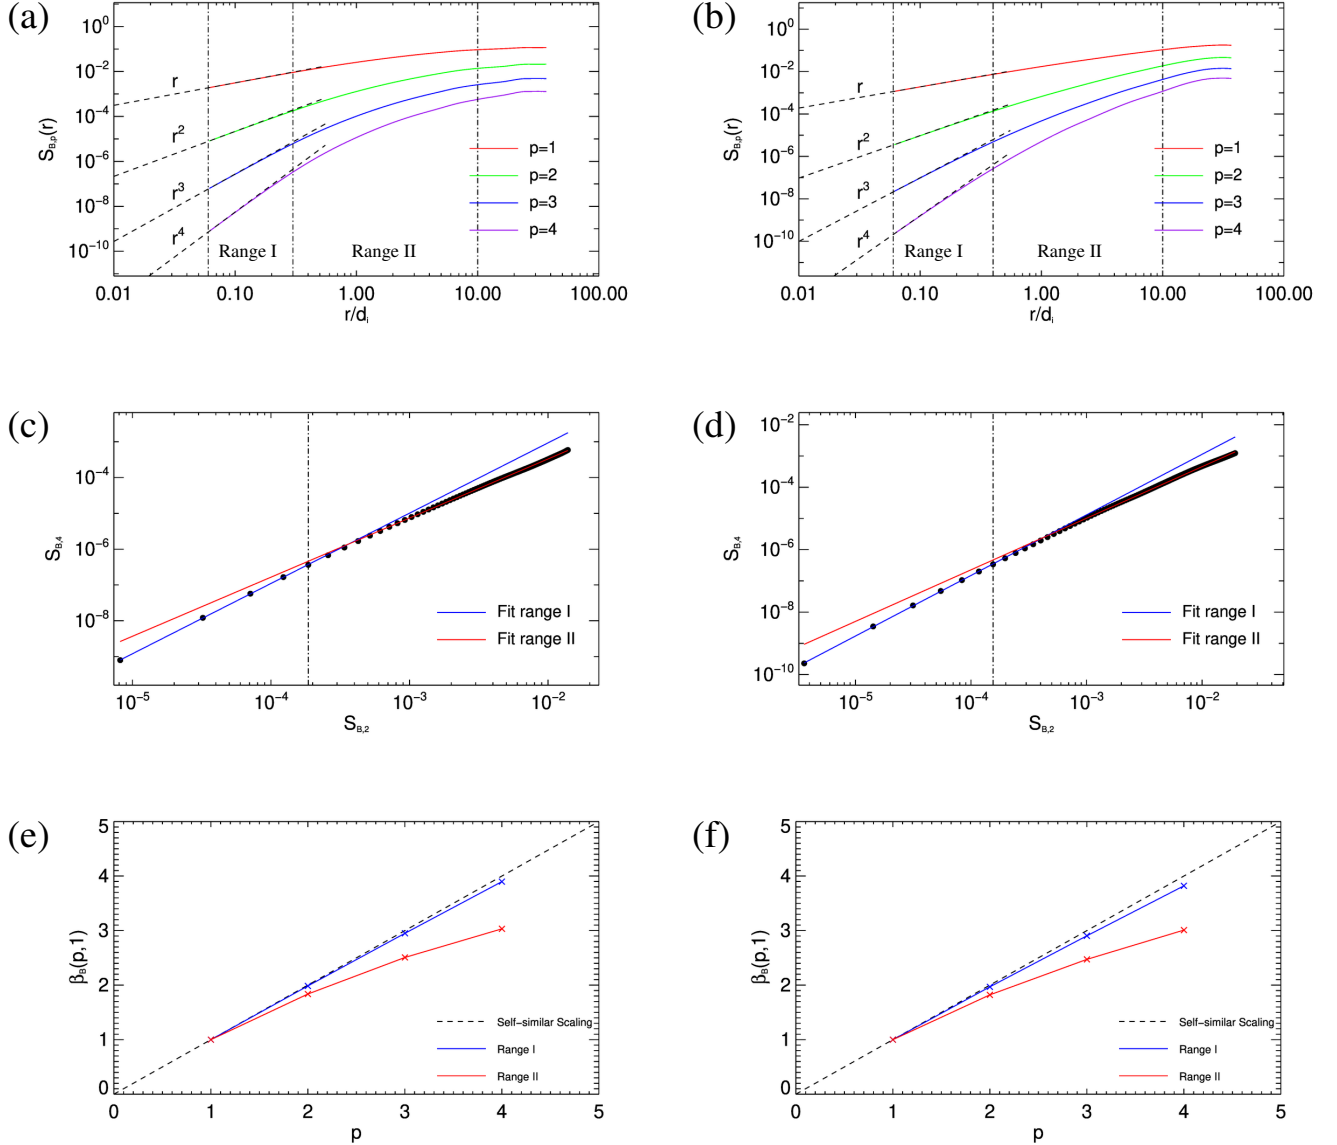 (a)
10^0
10^-2
10^-4
10^-6
10^-8
10^-10
S_B,p(r)
r
r^2
r^3
r^4
p=1
p=2
p=3
p=4
Range I
Range II
0.01
0.10
1.00
10.00
100.00
r/d_i
(b)
10^0
10^-2
10^-4
10^-6
10^-8
10^-10
S_B,p(r)
r
r^2
r^3
r^4
p=1
p=2
p=3
p=4
Range I
Range II
0.01
0.10
1.00
10.00
100.00
r/d_i
(c)
10^-4
10^-6
10^-8
S_B,4
Fit range I
Fit range II
10^-5
10^-4
10^-3
10^-2
S_B,2
(d)
10^-2
10^-4
10^-6
10^-8
10^-10
S_B,4
Fit range I
Fit range II
10^-5
10^-4
10^-3
10^-2
S_B,2
(e)
5
4
3
2
1
0
β_B(p,1)
Self-similar Scaling
Range I
Range II
0
1
2
3
4
5
p
(f)
5
4
3
2
1
0
β_B(p,1)
Self-similar Scaling
Range I
Range II
0
1
2
3
4
5
p